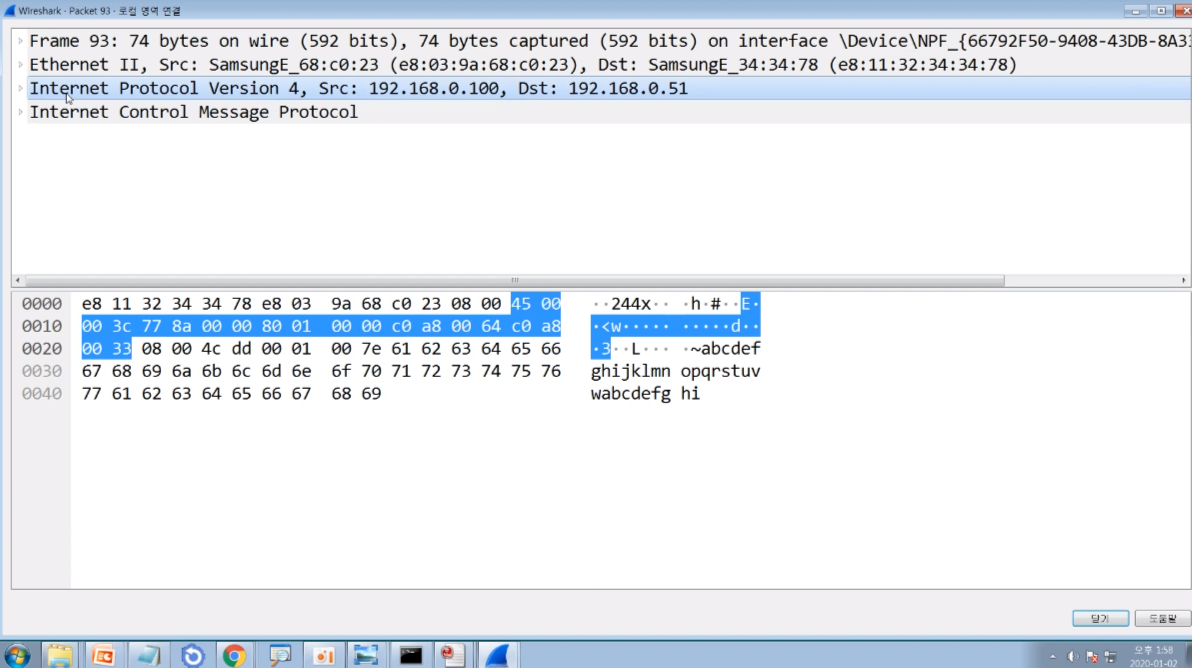 Wireshark · Packet 93 · 로컬 영역 연결
Frame 93: 74 bytes on wire (592 bits), 74 bytes captured (592 bits) on interface \Device\NPF_{66792F50-9408-43DB-8A3
Ethernet II, Src: SamsungE_68:c0:23 (e8:03:9a:68:c0:23), Dst: SamsungE_34:34:78 (e8:11:32:34:34:78)
Internet Protocol Version 4, Src: 192.168.0.100, Dst: 192.168.0.51
Internet Control Message Protocol
0000 e8 11 32 34 34 78 e8 03 9a 68 c0 23 08 00 45 00 ··244x·· ·h·#··E·
0010 00 3c 77 8a 00 00 80 01 00 00 c0 a8 00 64 c0 a8 ·<w····· ·····d··
0020 00 33 08 00 4c dd 00 01 00 7e 61 62 63 64 65 66 ·3··L··· ·~abcdef
0030 67 68 69 6a 6b 6c 6d 6e 6f 70 71 72 73 74 75 76 ghijklmn opqrstuv
0040 77 61 62 63 64 65 66 67 68 69 wabcdefg hi
닫기 도움말
오후 1:58
2020-01-02